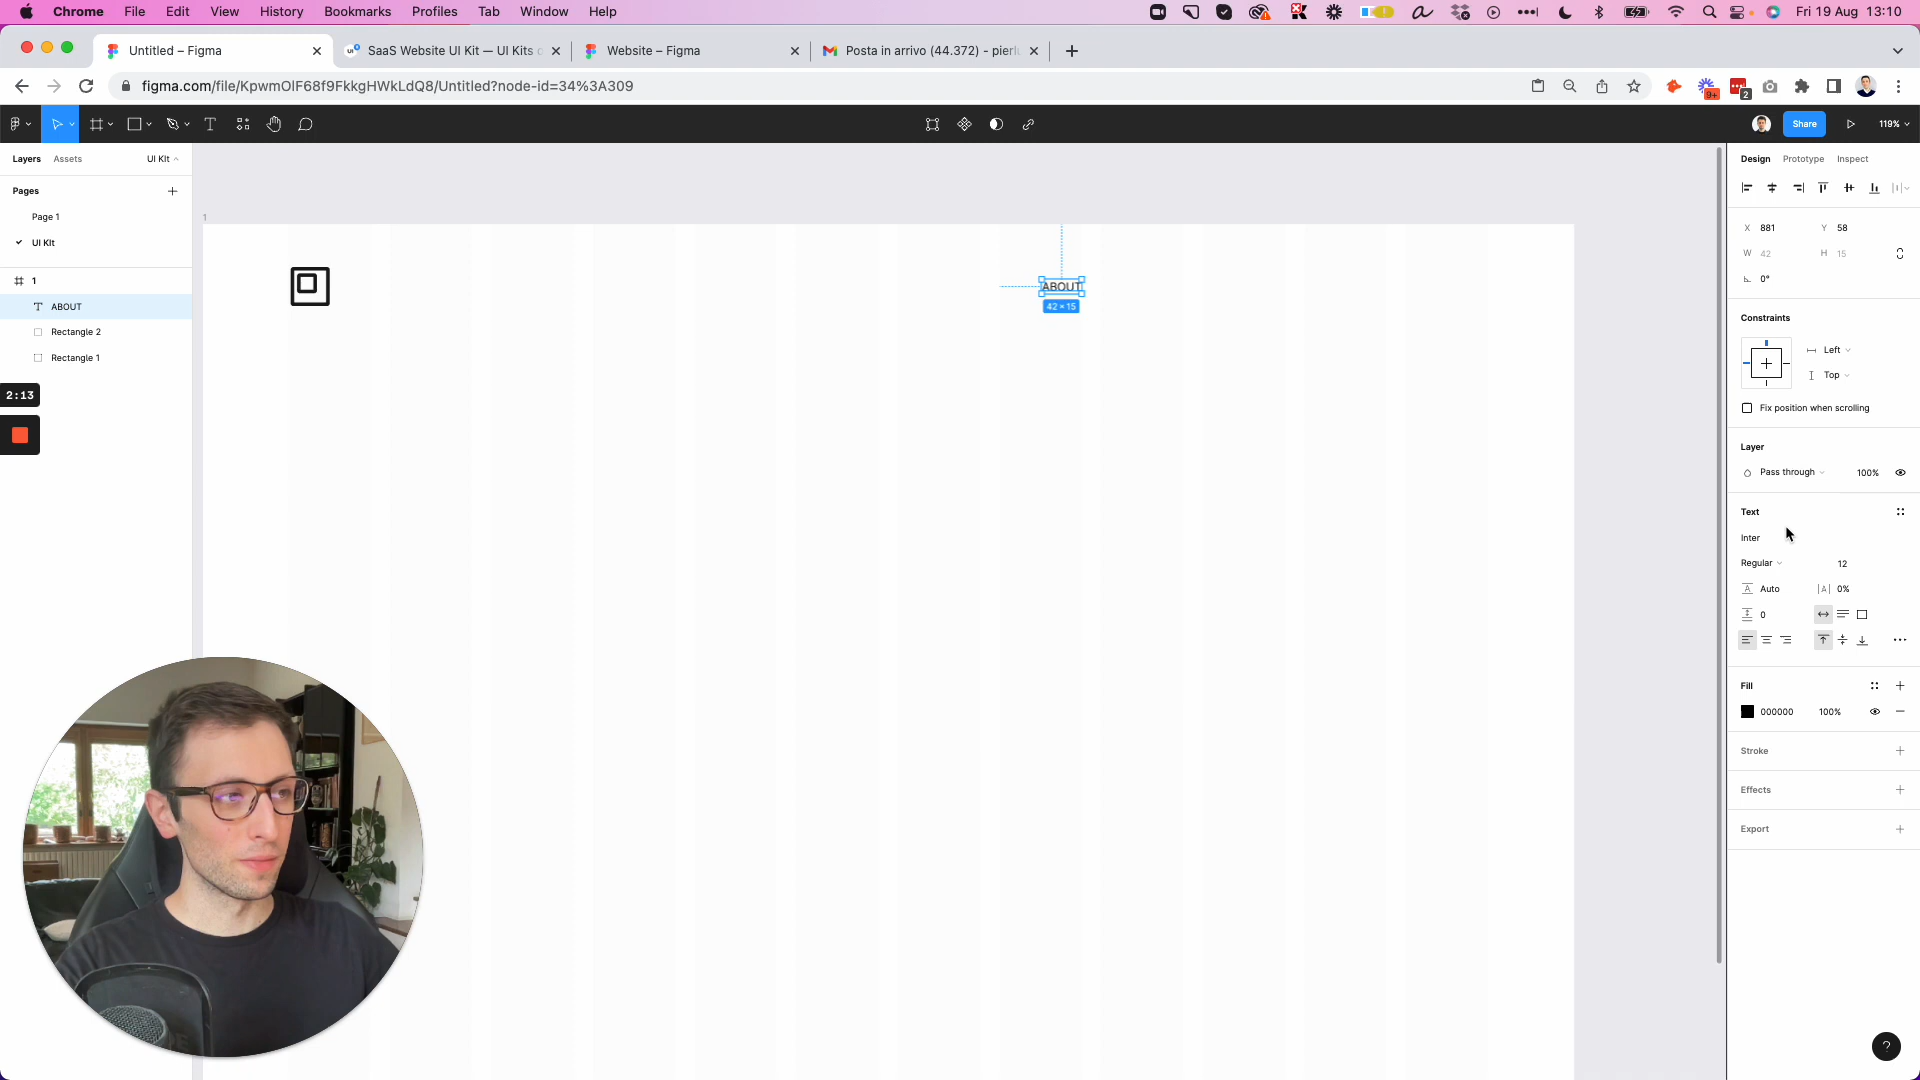 Chrome File Edit View History Bookmarks Profiles Tab Window Help
Fri 19 Aug 13:10
Untitled – Figma
SaaS Website UI Kit — UI Kits
Website – Figma
Posta in arrivo (44.372) - pierl
figma.com/file/KpwmOlF68f9FkkgHWkLdQ8/Untitled?node-id=34%3A309
9+
2
Share
119%
Layers Assets UI KIt
Design Prototype Inspect
Pages
Page 1
UI KIt
1
ABOUT
Rectangle 2
Rectangle 1
2:13
1
ABOUT
42 × 15
X 881 Y 58
W 42 H 15
0°
Constraints
Left
Top
Fix position when scrolling
Layer
Pass through 100%
Text
Inter
Regular 12
Auto 0%
0
Fill
000000 100%
Stroke
Effects
Export
?